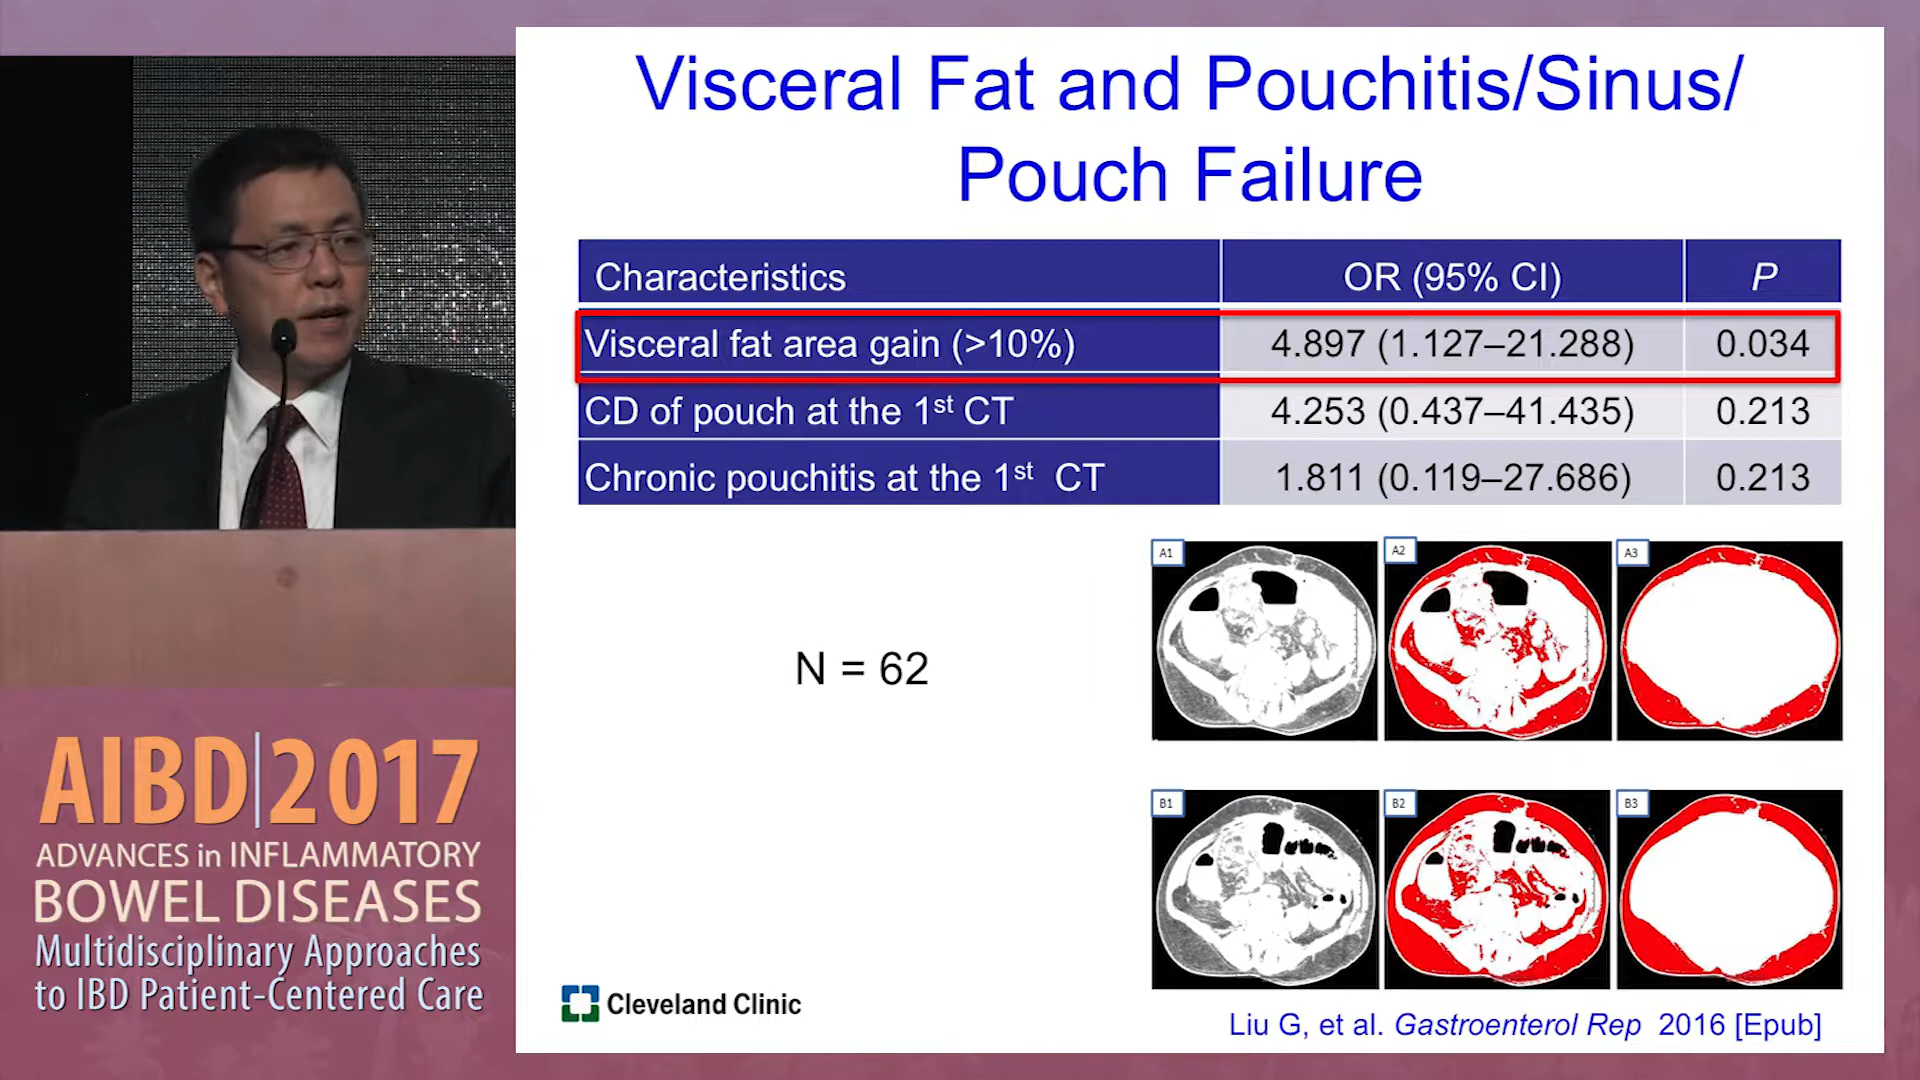 Visceral Fat and Pouchitis/Sinus/
Pouch Failure
Characteristics OR (95% CI) P
Visceral fat area gain (>10%) 4.897 (1.127–21.288) 0.034
CD of pouch at the 1st CT 4.253 (0.437–41.435) 0.213
Chronic pouchitis at the 1st CT 1.811 (0.119–27.686) 0.213
N = 62
A1 A2 A3
B1 B2 B3
Cleveland Clinic
Liu G, et al. Gastroenterol Rep 2016 [Epub]
AIBD|2017
ADVANCES in INFLAMMATORY
BOWEL DISEASES
Multidisciplinary Approaches
to IBD Patient-Centered Care